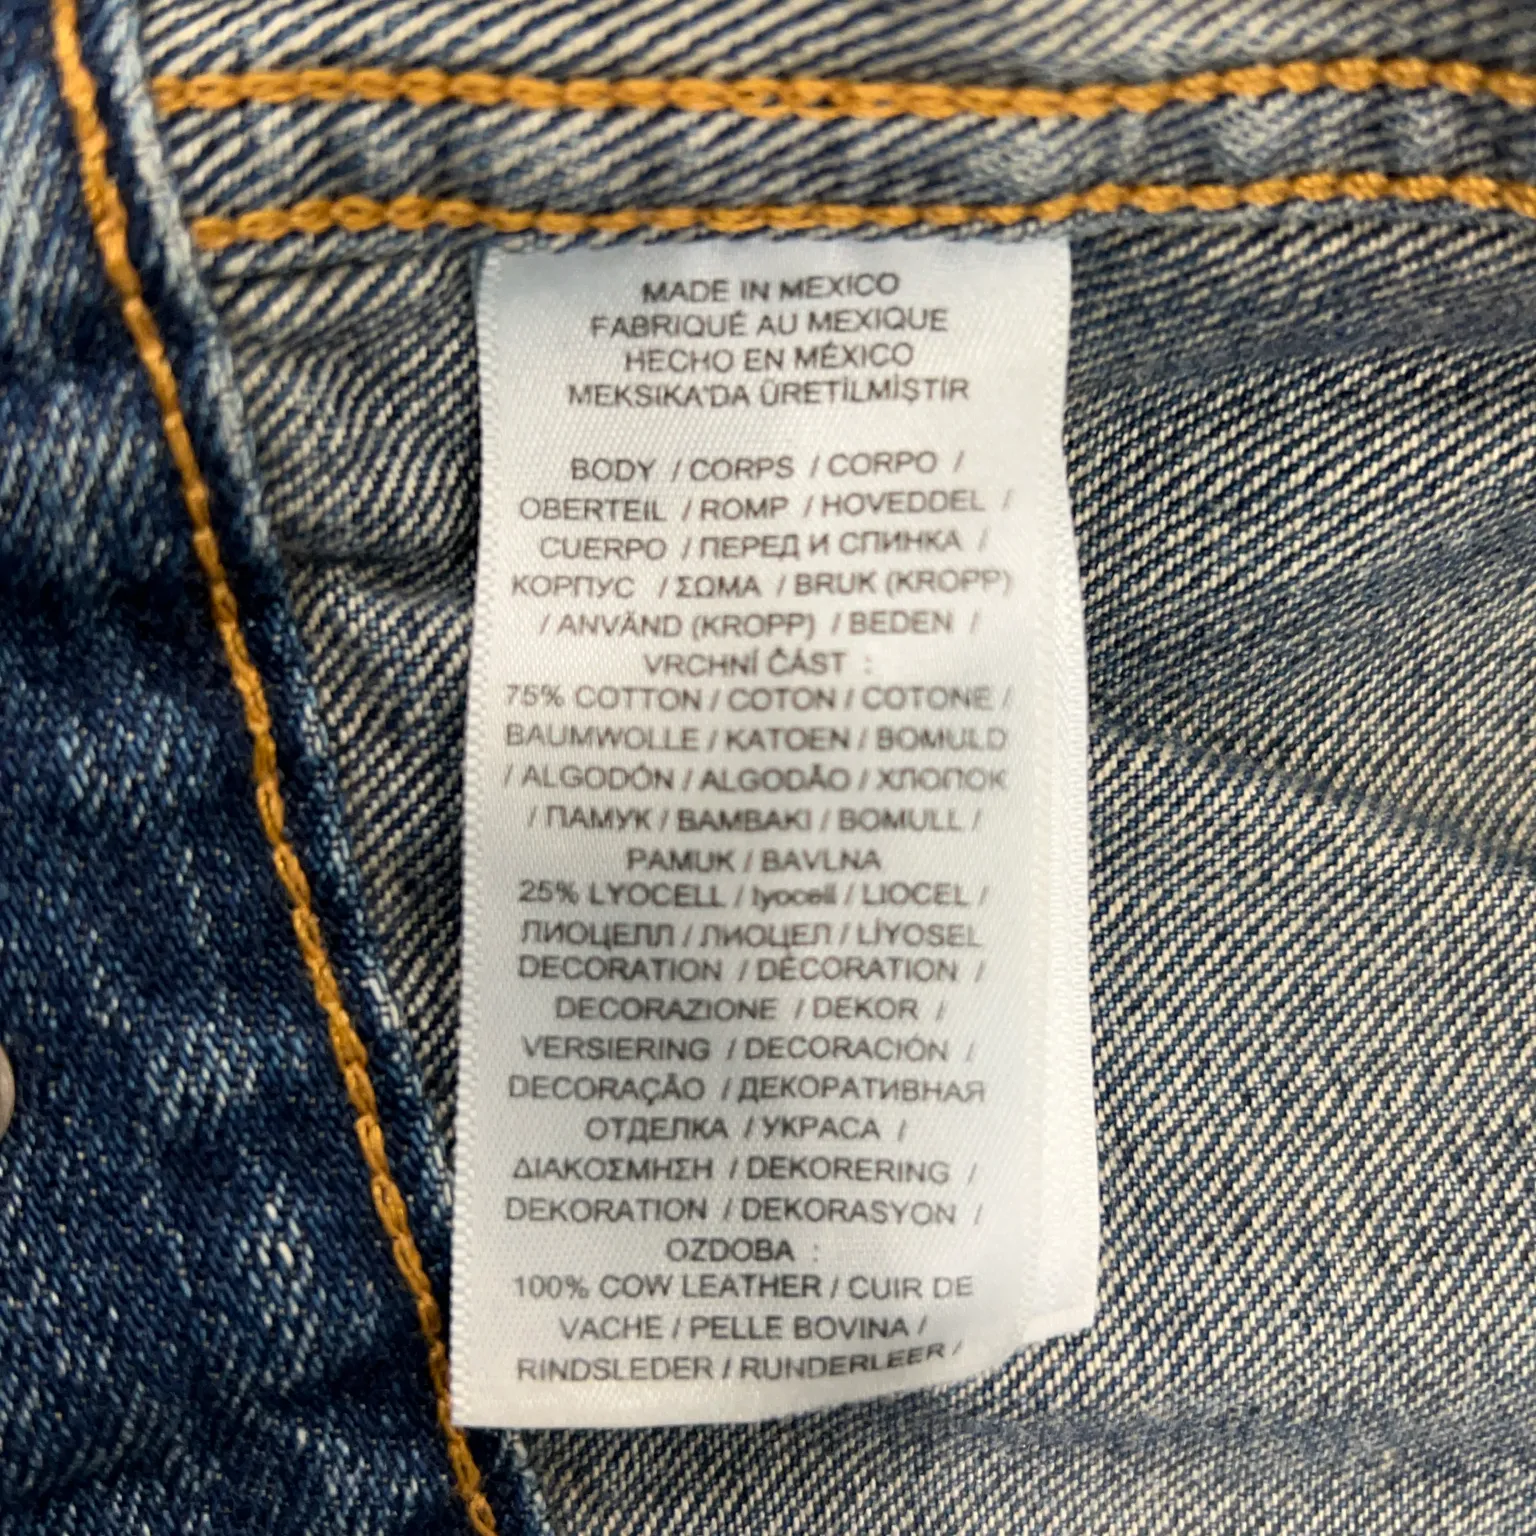 MADE IN MEXICO
FABRIQUÉ AU MEXIQUE
HECHO EN MÉXICO
MEKSIKA'DA ÜRETİLMİŞTİR
BODY / CORPS / CORPO /
OBERTEIL / ROMP / HOVEDDEL /
CUERPO / ПЕРЕД И СПИНКА /
КОРПУС / ΣΩΜΑ / BRUK (KROPP)
/ ANVÄND (KROPP) / BEDEN /
VRCHNÍ ČÁST :
75% COTTON / COTON / COTONE /
BAUMWOLLE / KATOEN / BOMULD
/ ALGODÓN / ALGODÃO / ХЛОПОК
/ ПАМУК / BAMBAKI / BOMULL /
PAMUK / BAVLNA
25% LYOCELL / lyocell / LIOCEL /
ЛИОЦЕЛЛ / ЛИОЦЕЛ / LİYOSEL
DECORATION / DÉCORATION /
DECORAZIONE / DEKOR /
VERSIERING / DECORACIÓN /
DECORAÇÃO / ДЕКОРАТИВНАЯ
ОТДЕЛКА / УКРАСА /
ΔΙΑΚΟΣΜΗΣΗ / DEKORERING /
DEKORATION / DEKORASYON /
OZDOBA :
100% COW LEATHER / CUIR DE
VACHE / PELLE BOVINA /
RINDSLEDER / RUNDERLEER /